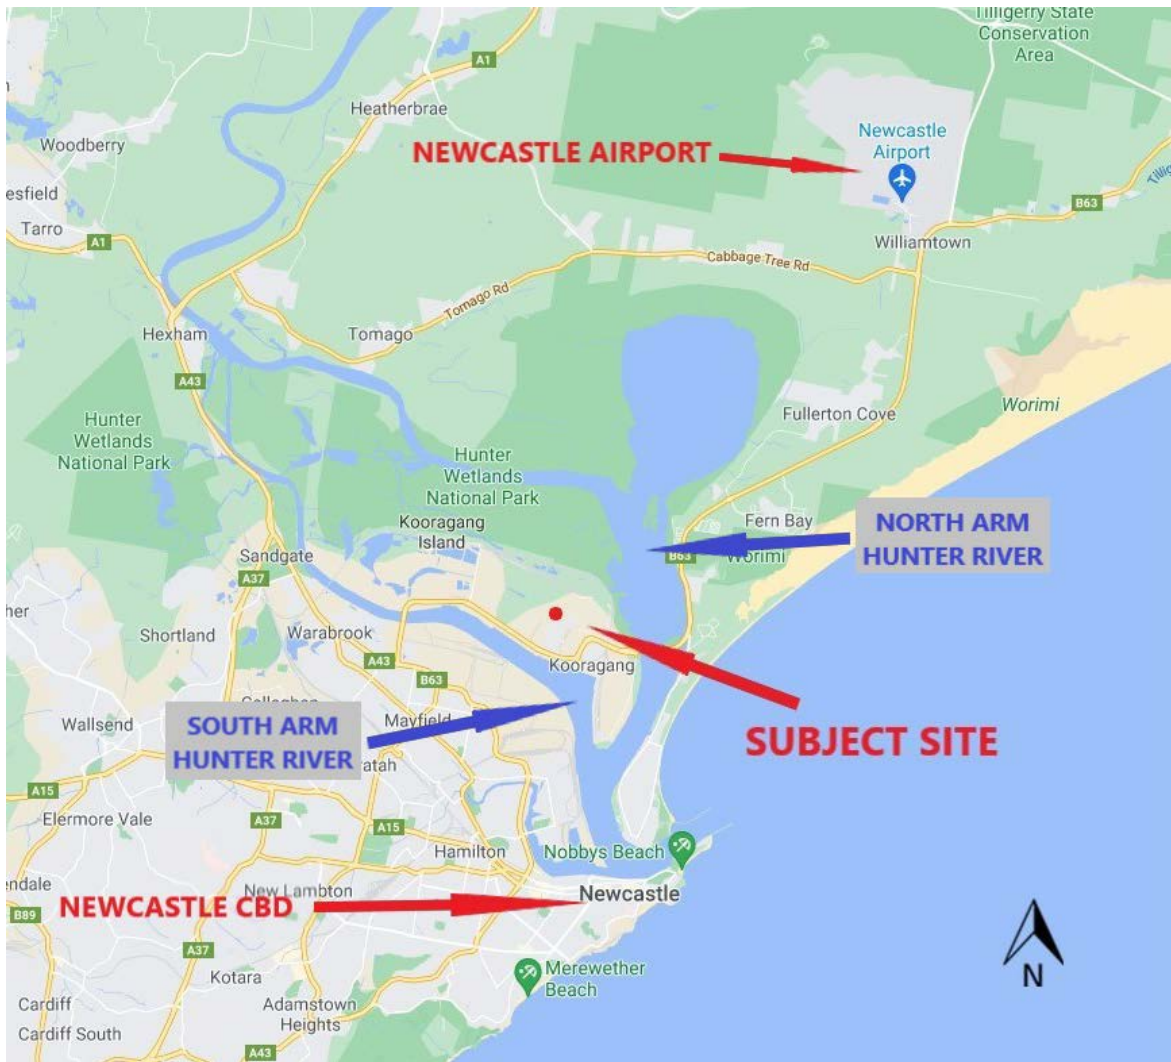 Tilligerry State
Conservation
Area
A1
Heatherbrae
Woodberry
NEWCASTLE AIRPORT
Newcastle
Airport
esfield
Tarro
A1
B63
Williamtown
Cabbage Tree Rd
Tomago Rd
Hexham
Tomago
A43
Worimi
Fullerton Cove
Hunter
Wetlands
National Park
Hunter
Wetlands
National Park
Kooragang
Island
Fern Bay
NORTH ARM
HUNTER RIVER
B63
Worimi
Sandgate
A37
Shortland
Warabrook
A43
Kooragang
B63
Wallsend
Mayfield
SOUTH ARM
HUNTER RIVER
SUBJECT SITE
atah
A15
Elermore Vale
A37
A15
Hamilton
Nobbys Beach
endale
New Lambton
Newcastle
NEWCASTLE CBD
B89
A37
Kotara
Merewether
Beach
N
Cardiff
Adamstown
Heights
Cardiff South
A43